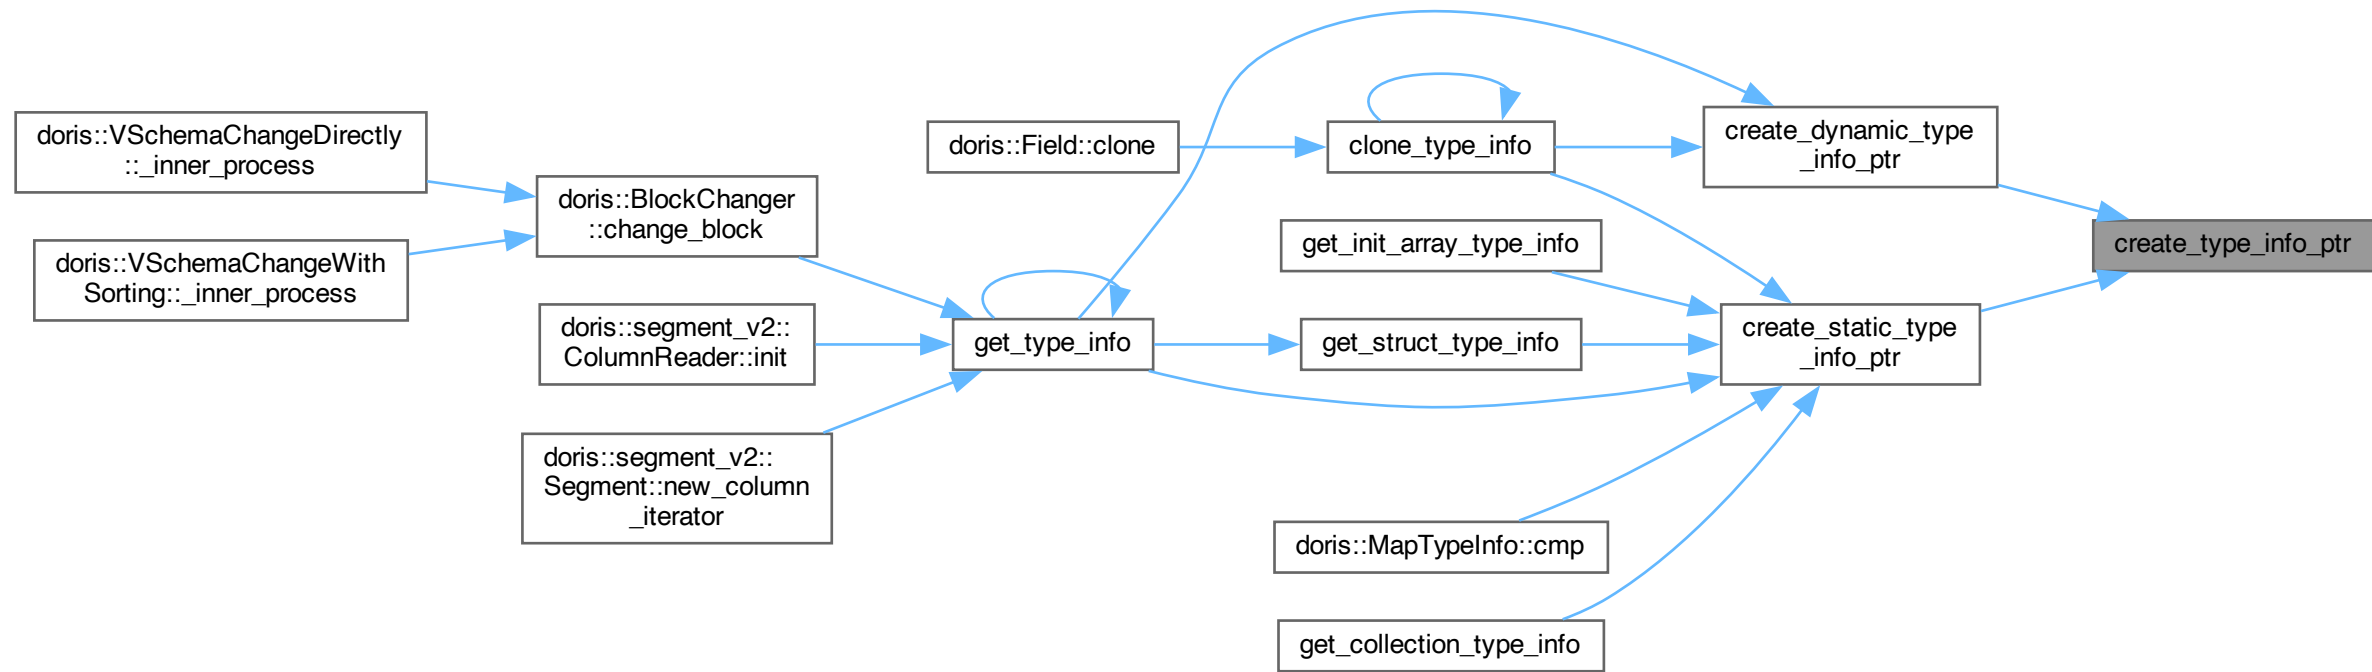 doris::VSchemaChangeDirectly
::_inner_process
doris::VSchemaChangeWith
Sorting::_inner_process
doris::BlockChanger
::change_block
doris::segment_v2::
ColumnReader::init
doris::segment_v2::
Segment::new_column
_iterator
doris::Field::clone
get_type_info
clone_type_info
get_init_array_type_info
get_struct_type_info
doris::MapTypeInfo::cmp
get_collection_type_info
create_dynamic_type
_info_ptr
create_static_type
_info_ptr
create_type_info_ptr